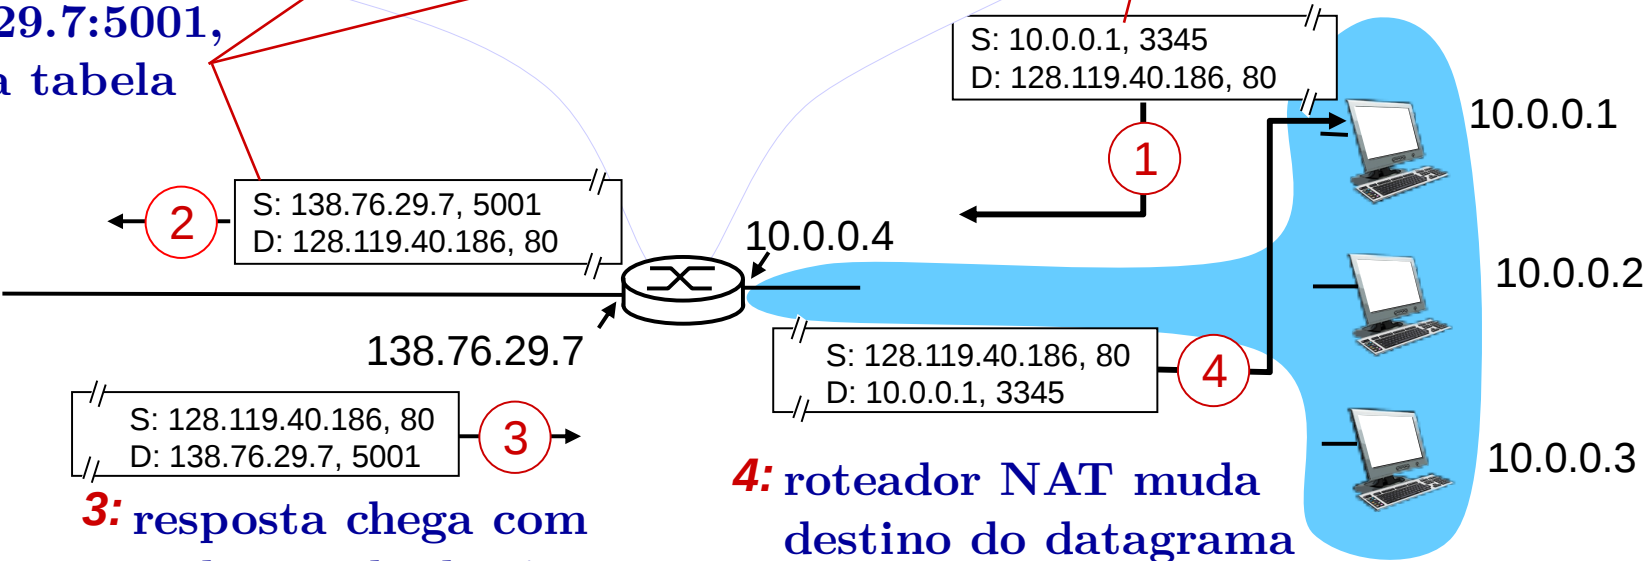 29.7:5001,
a tabela
S: 10.0.0.1, 3345
D: 128.119.40.186, 80
10.0.0.1
1
2
S: 138.76.29.7, 5001
D: 128.119.40.186, 80
10.0.0.4
10.0.0.2
138.76.29.7
S: 128.119.40.186, 80
D: 10.0.0.1, 3345
4
S: 128.119.40.186, 80
D: 138.76.29.7, 5001
3
10.0.0.3
3: resposta chega com
4: roteador NAT muda
destino do datagrama